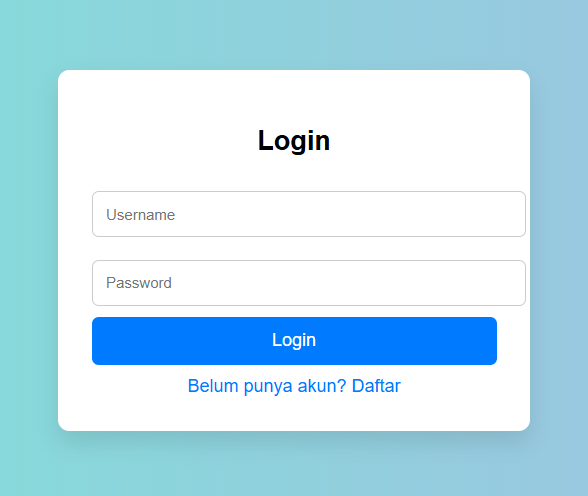 Login
Username
Password
Login
Belum punya akun? Daftar